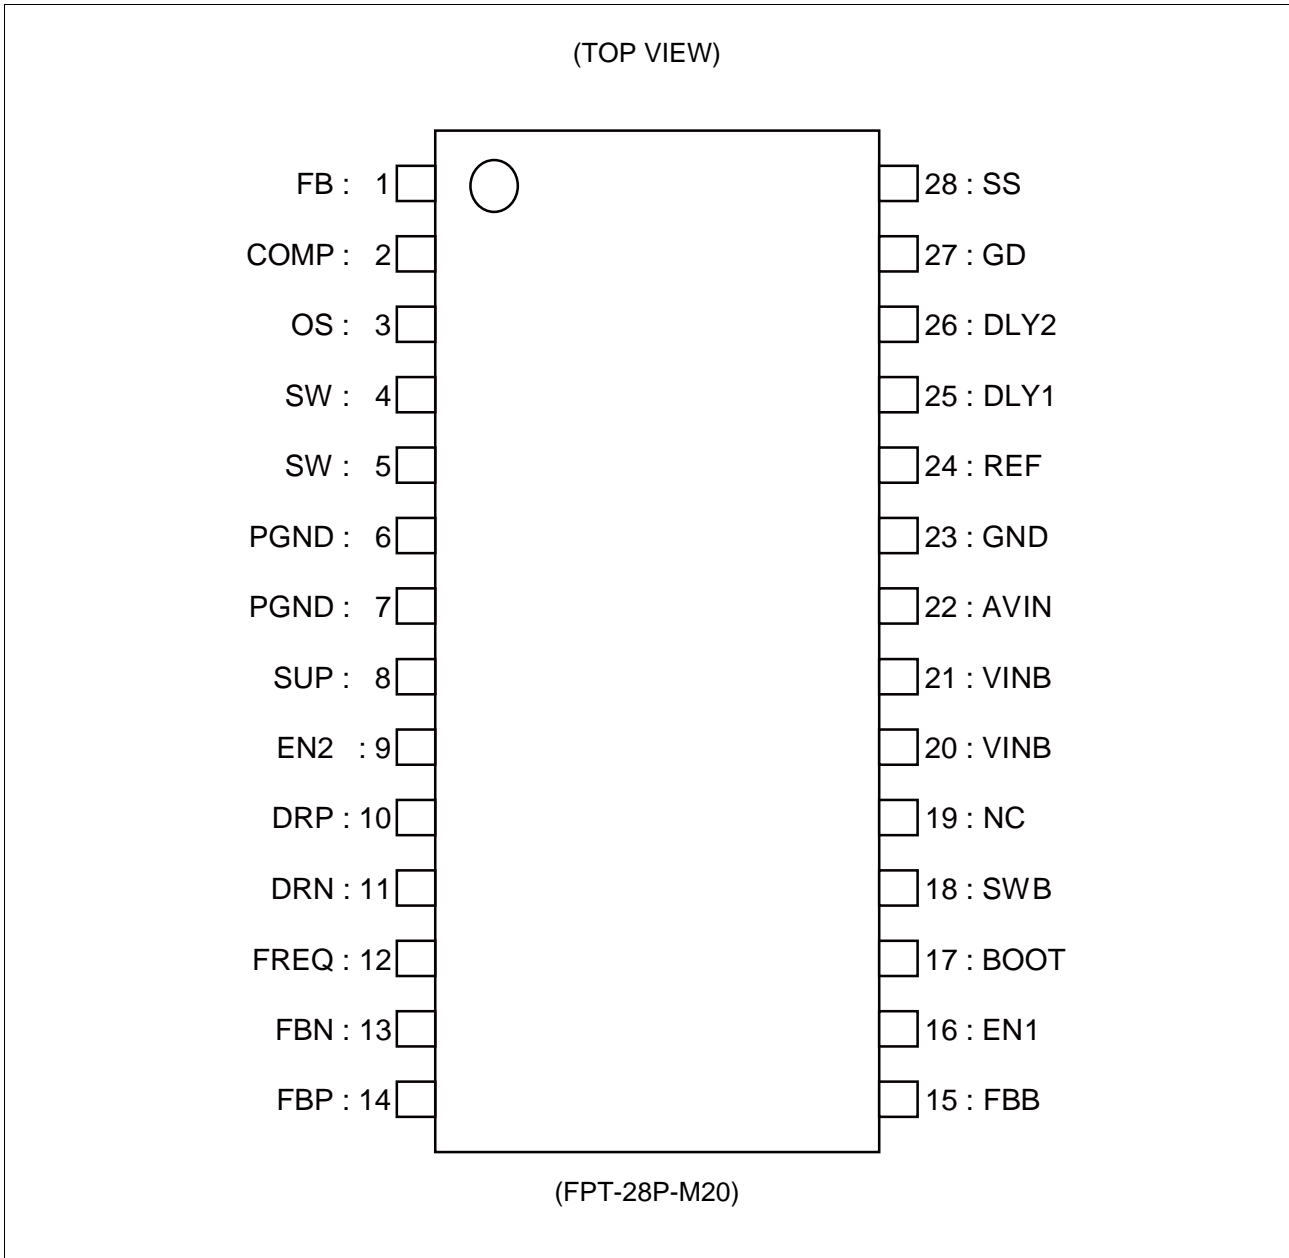 (TOP VIEW)
FB : 1 28 : SS
COMP : 2 27 : GD
OS : 3 26 : DLY2
SW : 4 25 : DLY1
SW : 5 24 : REF
PGND : 6 23 : GND
PGND : 7 22 : AVIN
SUP : 8 21 : VINB
EN2 : 9 20 : VINB
DRP : 10 19 : NC
DRN : 11 18 : SWB
FREQ : 12 17 : BOOT
FBN : 13 16 : EN1
FBP : 14 15 : FBB
(FPT-28P-M20)